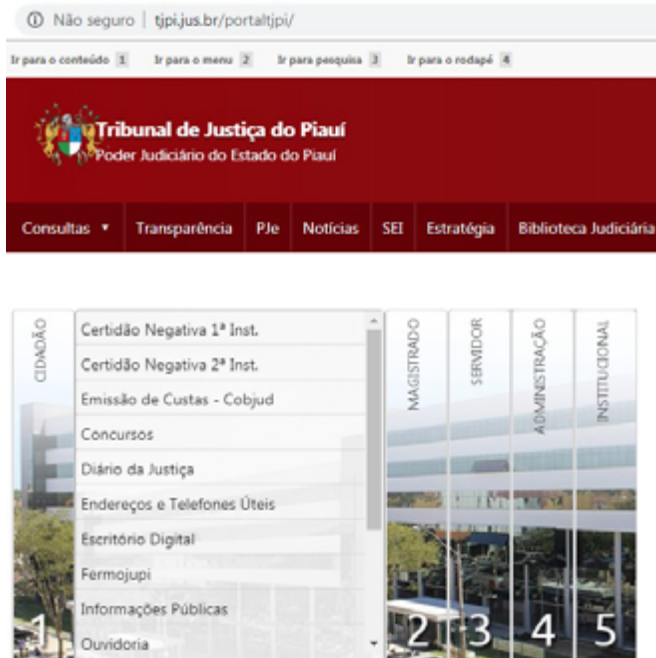 Não seguro | tjpi.jus.br/portaltjpi/
Ir para o conteúdo 1 Ir para o menu 2 Ir para pesquisa 3 Ir para o rodapé 4
Tribunal de Justiça do Piauí
Poder Judiciário do Estado do Piauí
Consultas ▾ Transparência PJe Notícias SEI Estratégia Biblioteca Judiciária
CIDADÃO
1
Certidão Negativa 1ª Inst.
Certidão Negativa 2ª Inst.
Emissão de Custas - Cobjud
Concursos
Diário da Justiça
Endereços e Telefones Úteis
Escritório Digital
Fermojupi
Informações Públicas
Ouvidoria
MAGISTRADO
2
SERVIDOR
3
ADMINISTRAÇÃO
4
INSTITUCIONAL
5